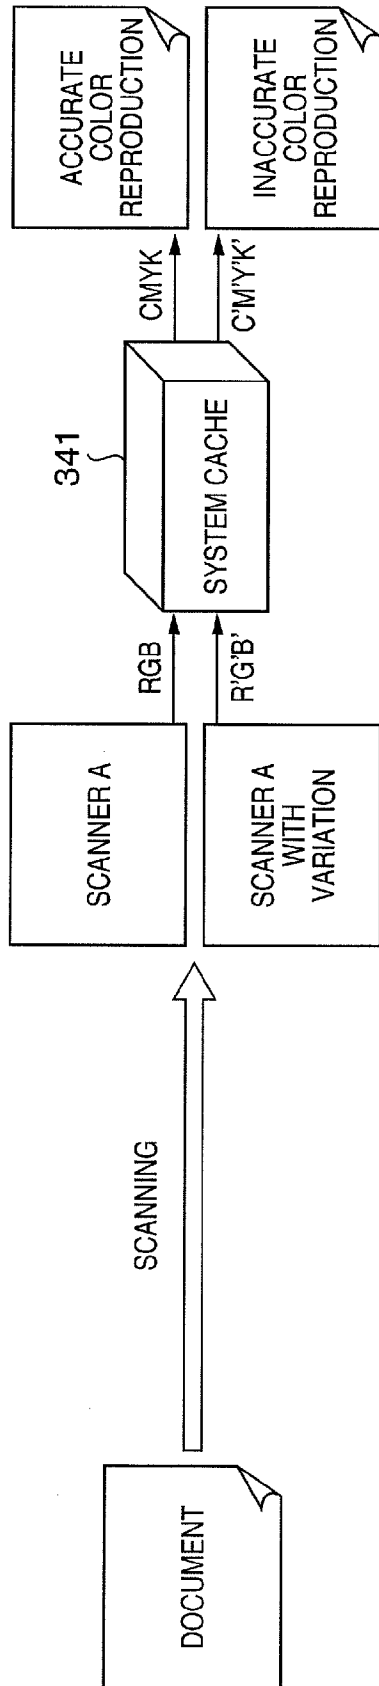 DOCUMENT
SCANNING
SCANNER A
SCANNER A
WITH
VARIATION
RGB
R'G'B'
341
SYSTEM CACHE
CMYK
C'M'Y'K'
ACCURATE
COLOR
REPRODUCTION
INACCURATE
COLOR
REPRODUCTION